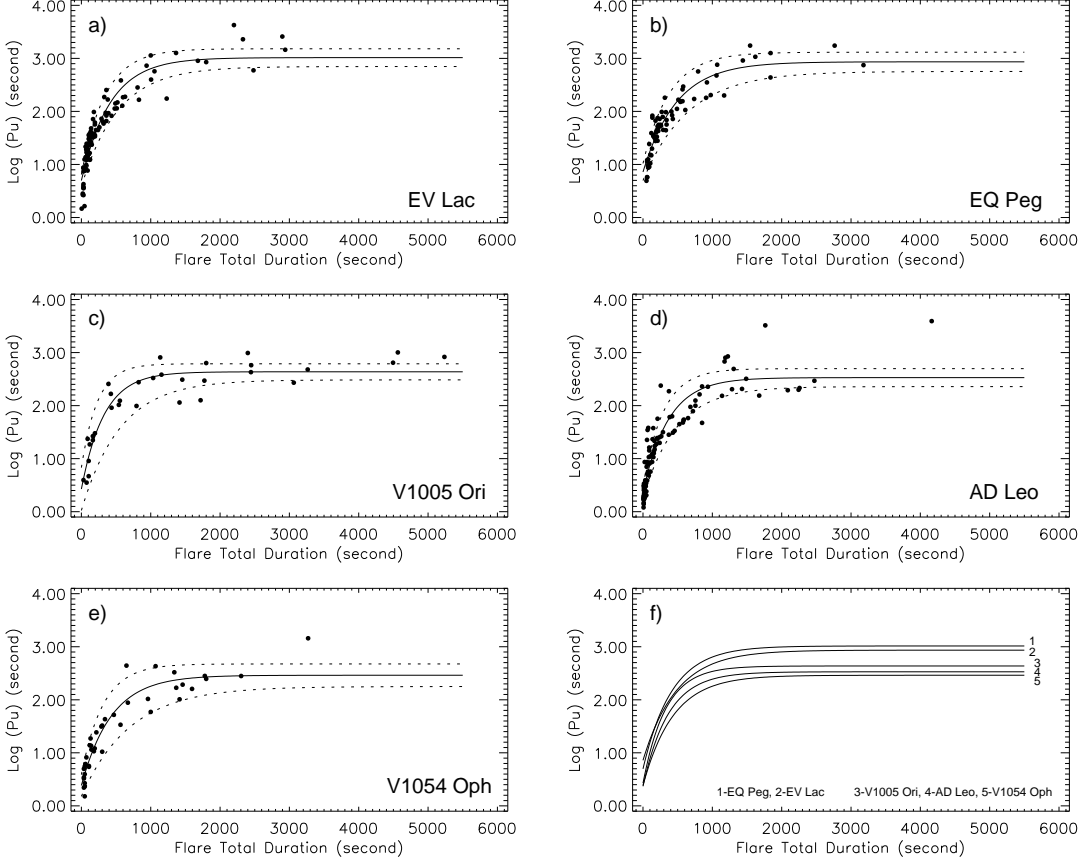 a)
4.00
3.00
2.00
1.00
0.00
Log (Pu) (second)
EV Lac
0 1000 2000 3000 4000 5000 6000
Flare Total Duration (second)
b)
4.00
3.00
2.00
1.00
0.00
Log (Pu) (second)
EQ Peg
0 1000 2000 3000 4000 5000 6000
Flare Total Duration (second)
c)
4.00
3.00
2.00
1.00
0.00
Log (Pu) (second)
V1005 Ori
0 1000 2000 3000 4000 5000 6000
Flare Total Duration (second)
d)
4.00
3.00
2.00
1.00
0.00
Log (Pu) (second)
AD Leo
0 1000 2000 3000 4000 5000 6000
Flare Total Duration (second)
e)
4.00
3.00
2.00
1.00
0.00
Log (Pu) (second)
V1054 Oph
0 1000 2000 3000 4000 5000 6000
Flare Total Duration (second)
f)
4.00
3.00
2.00
1.00
0.00
Log (Pu) (second)
1
2
3
4
5
1-EQ Peg, 2-EV Lac 3-V1005 Ori, 4-AD Leo, 5-V1054 Oph
0 1000 2000 3000 4000 5000 6000
Flare Total Duration (second)